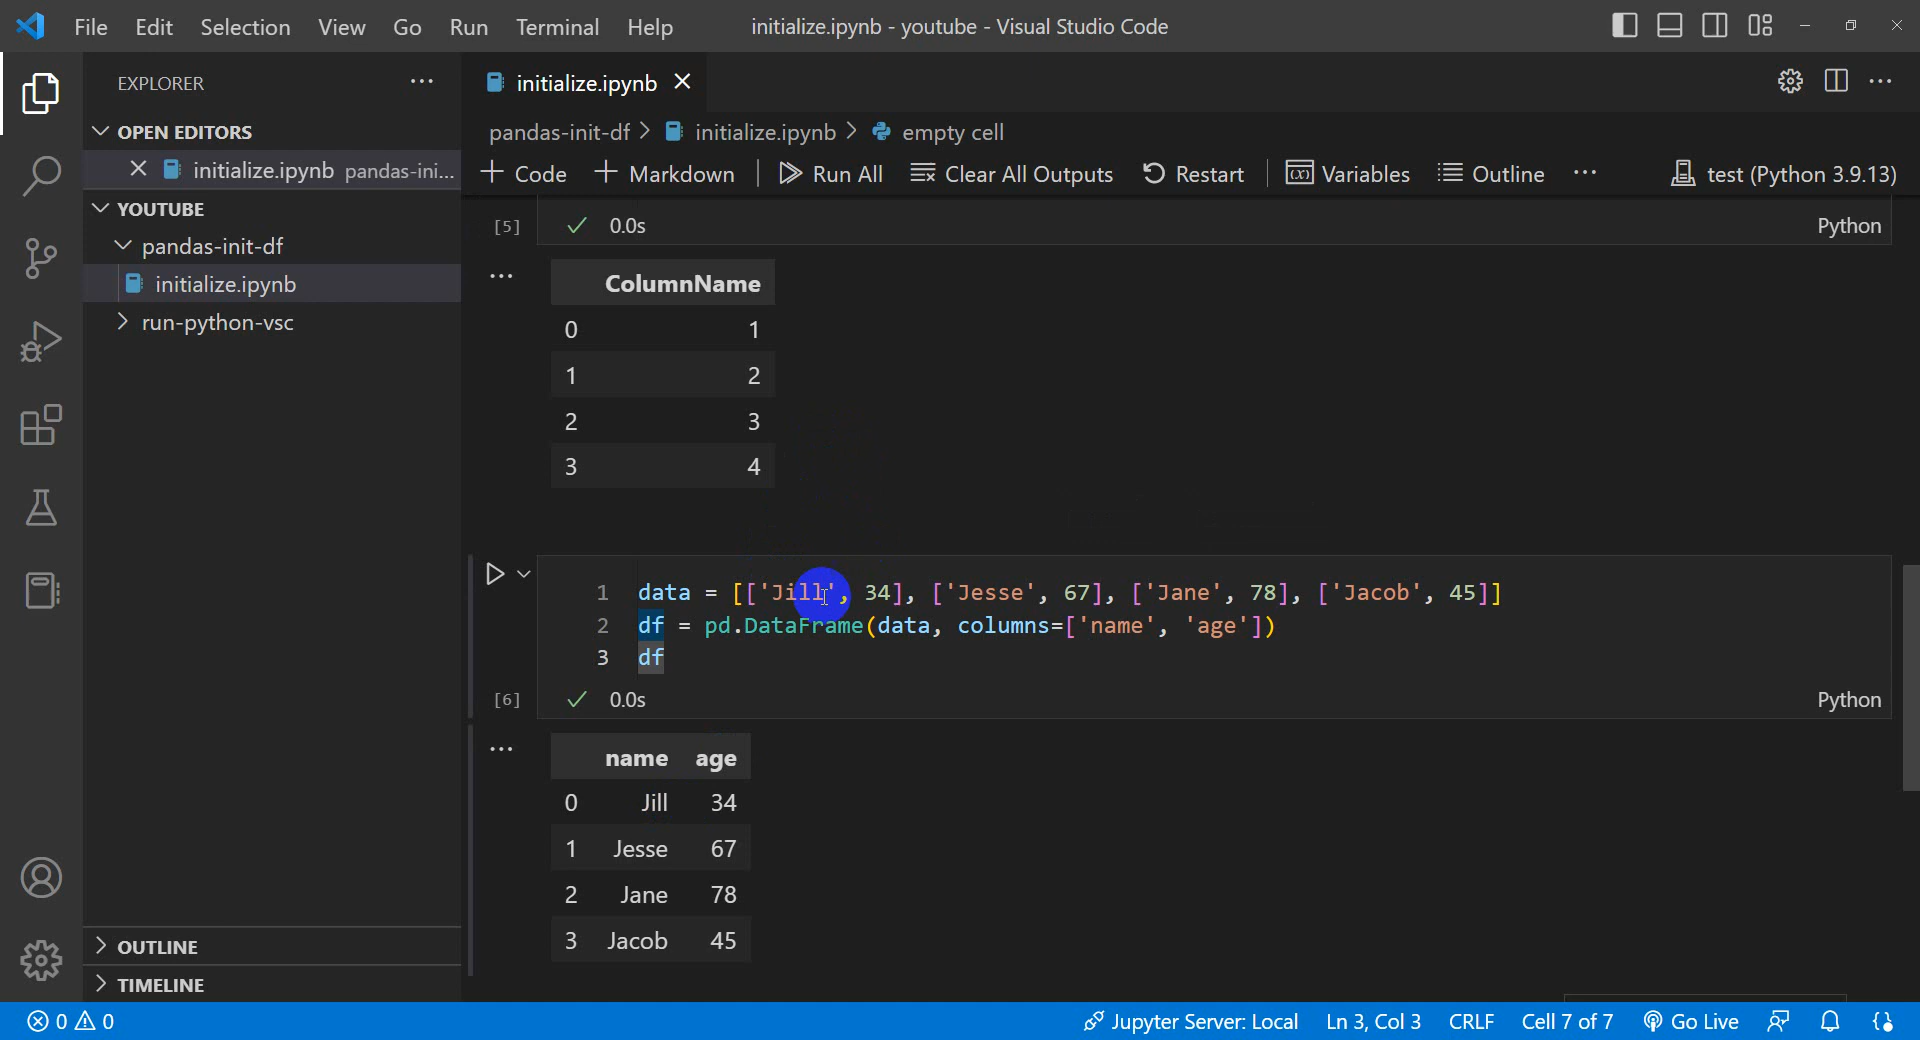 File Edit Selection View Go Run Terminal Help initialize.ipynb - youtube - Visual Studio Code
EXPLORER
OPEN EDITORS
initialize.ipynb pandas-ini...
YOUTUBE
pandas-init-df
initialize.ipynb
run-python-vsc
OUTLINE
TIMELINE
initialize.ipynb
pandas-init-df > initialize.ipynb > empty cell
Code Markdown Run All Clear All Outputs Restart Variables Outline ... test (Python 3.9.13)
[5] 0.0s Python
ColumnName
0 1
1 2
2 3
3 4
1 data = [['Jill', 34], ['Jesse', 67], ['Jane', 78], ['Jacob', 45]]
2 df = pd.DataFrame(data, columns=['name', 'age'])
3 df
[6] 0.0s Python
name age
0 Jill 34
1 Jesse 67
2 Jane 78
3 Jacob 45
0 0 Jupyter Server: Local Ln 3, Col 3 CRLF Cell 7 of 7 Go Live